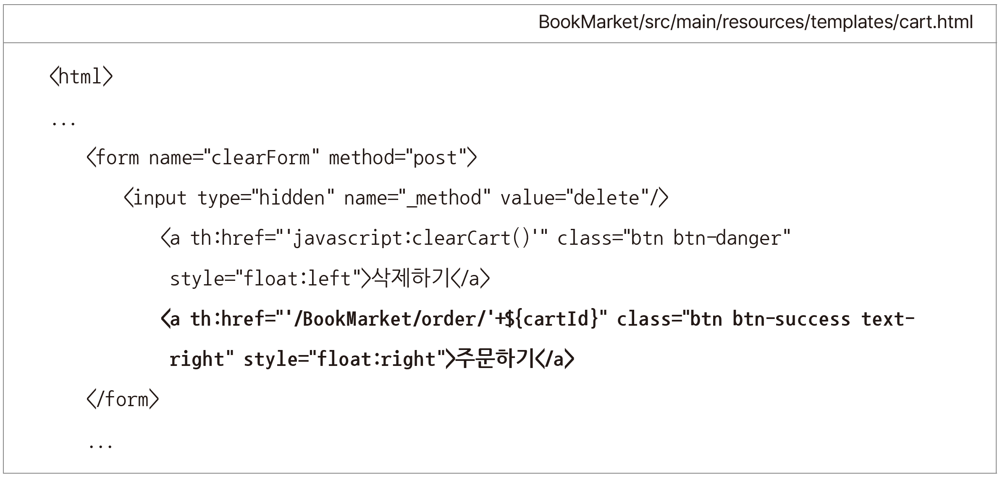 BookMarket/src/main/resources/templates/cart.html
<html>
...
<form name="clearForm" method="post">
<input type="hidden" name="_method" value="delete"/>
<a th:href="'javascript:clearCart()'" class="btn btn-danger"
style="float:left">삭제하기</a>
<a th:href="'/BookMarket/order/'+${cartId}" class="btn btn-success text-
right" style="float:right">주문하기</a>
</form>
...